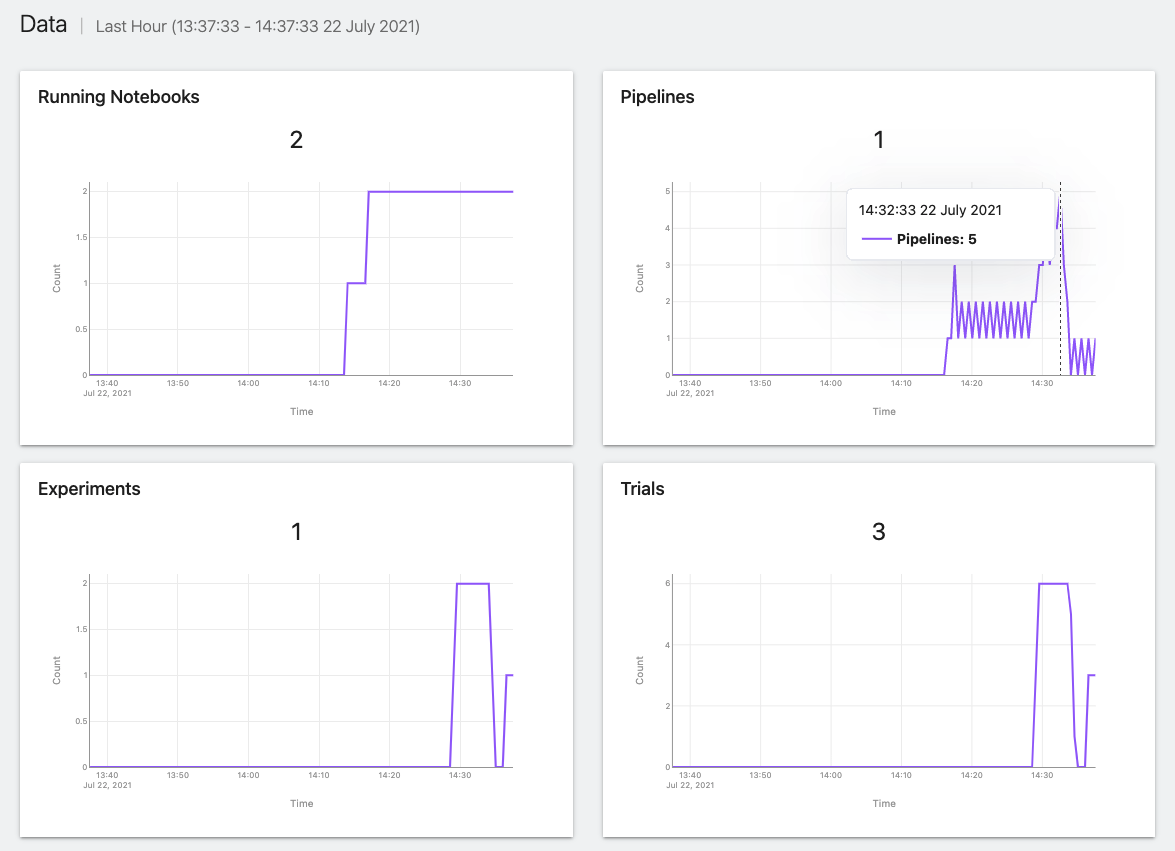 Data | Last Hour (13:37:33 - 14:37:33 22 July 2021)
Running Notebooks
2
2
1.5
1
0.5
0
Count
13:40 13:50 14:00 14:10 14:20 14:30
Jul 22, 2021
Time
Pipelines
1
5
4
3
2
1
0
Count
14:32:33 22 July 2021
Pipelines: 5
13:40 13:50 14:00 14:10 14:20 14:30
Jul 22, 2021
Time
Experiments
1
2
1.5
1
0.5
0
Count
13:40 13:50 14:00 14:10 14:20 14:30
Jul 22, 2021
Time
Trials
3
6
4
2
0
Count
13:40 13:50 14:00 14:10 14:20 14:30
Jul 22, 2021
Time